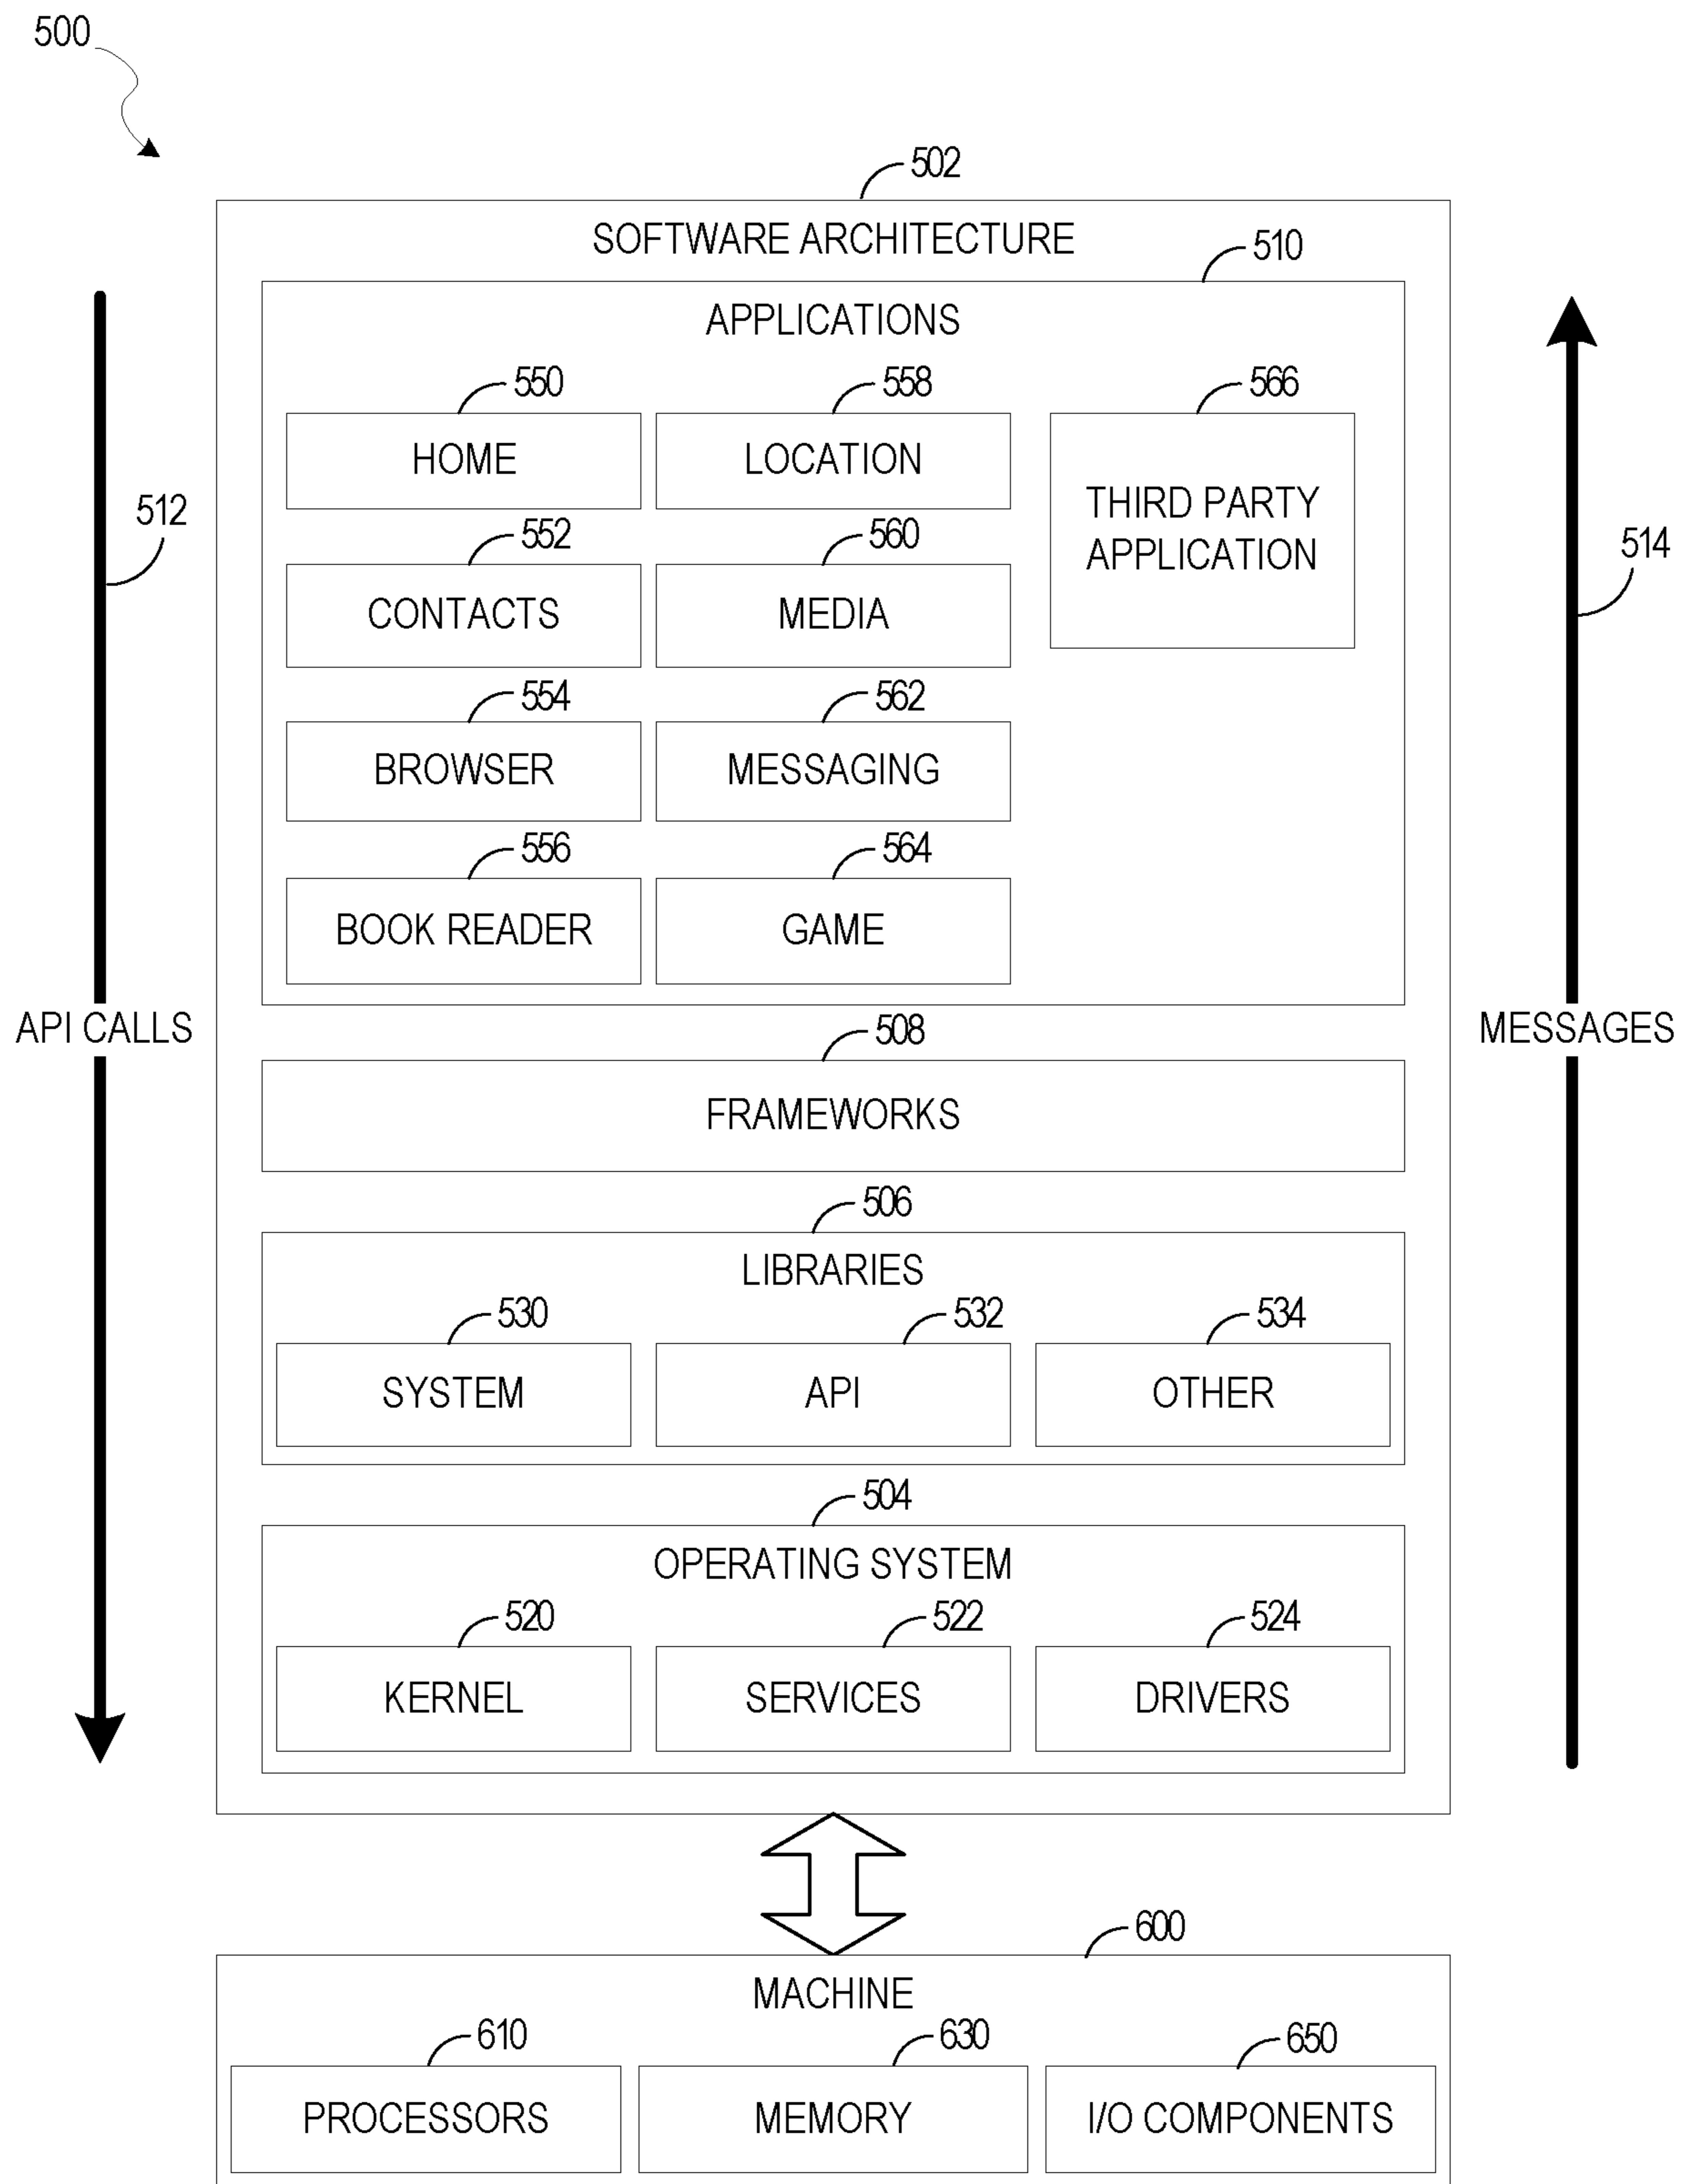 500
502
SOFTWARE ARCHITECTURE
510
APPLICATIONS
550
558
566
HOME
LOCATION
THIRD PARTY
APPLICATION
512
552
560
514
CONTACTS
MEDIA
554
562
BROWSER
MESSAGING
556
564
BOOK READER
GAME
API CALLS
MESSAGES
508
FRAMEWORKS
506
LIBRARIES
530
532
534
SYSTEM
API
OTHER
504
OPERATING SYSTEM
520
522
524
KERNEL
SERVICES
DRIVERS
600
MACHINE
610
630
650
PROCESSORS
MEMORY
I/O COMPONENTS